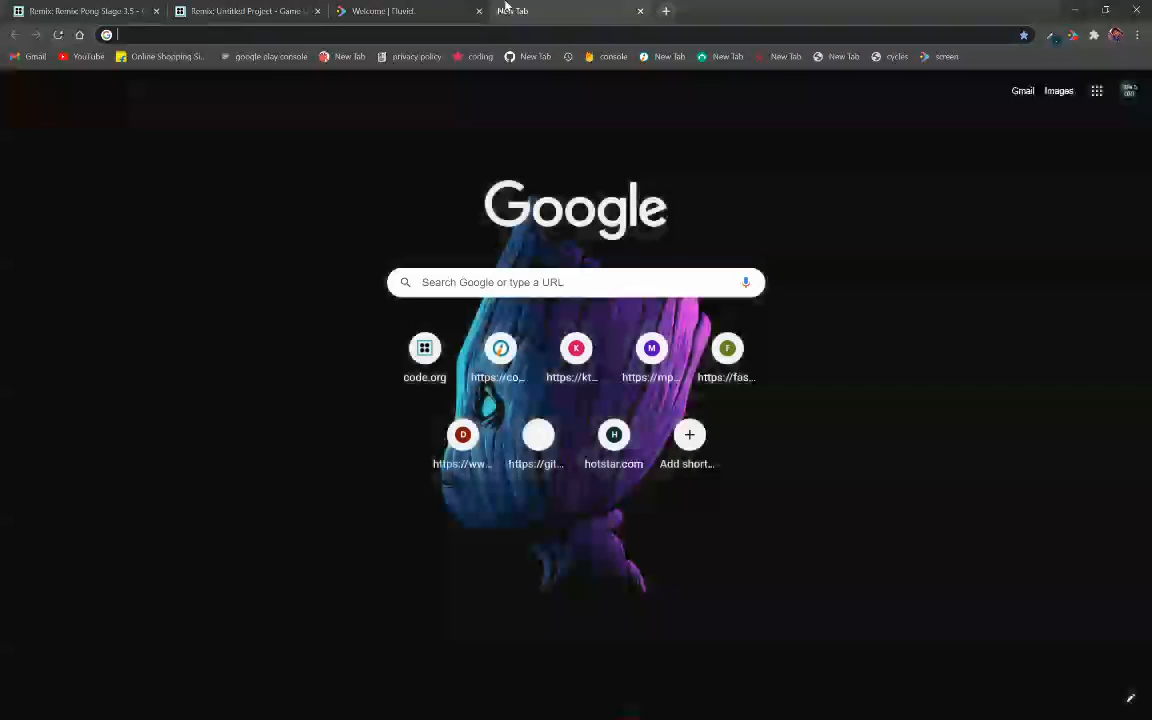 Remix: Remix: Pong Stage 3.5 -
Remix: Untitled Project - Game
Welcome | Fluvid.
New Tab
Gmail
YouTube
Online Shopping Si...
google play console
New Tab
privacy policy
coding
New Tab
console
New Tab
New Tab
New Tab
New Tab
cycles
screen
Gmail
Images
Google
Search Google or type a URL
K
M
F
code.org
https://co...
https://kt...
https://mp...
https://fas...
D
H
https://ww...
https://git...
hotstar.com
Add short...